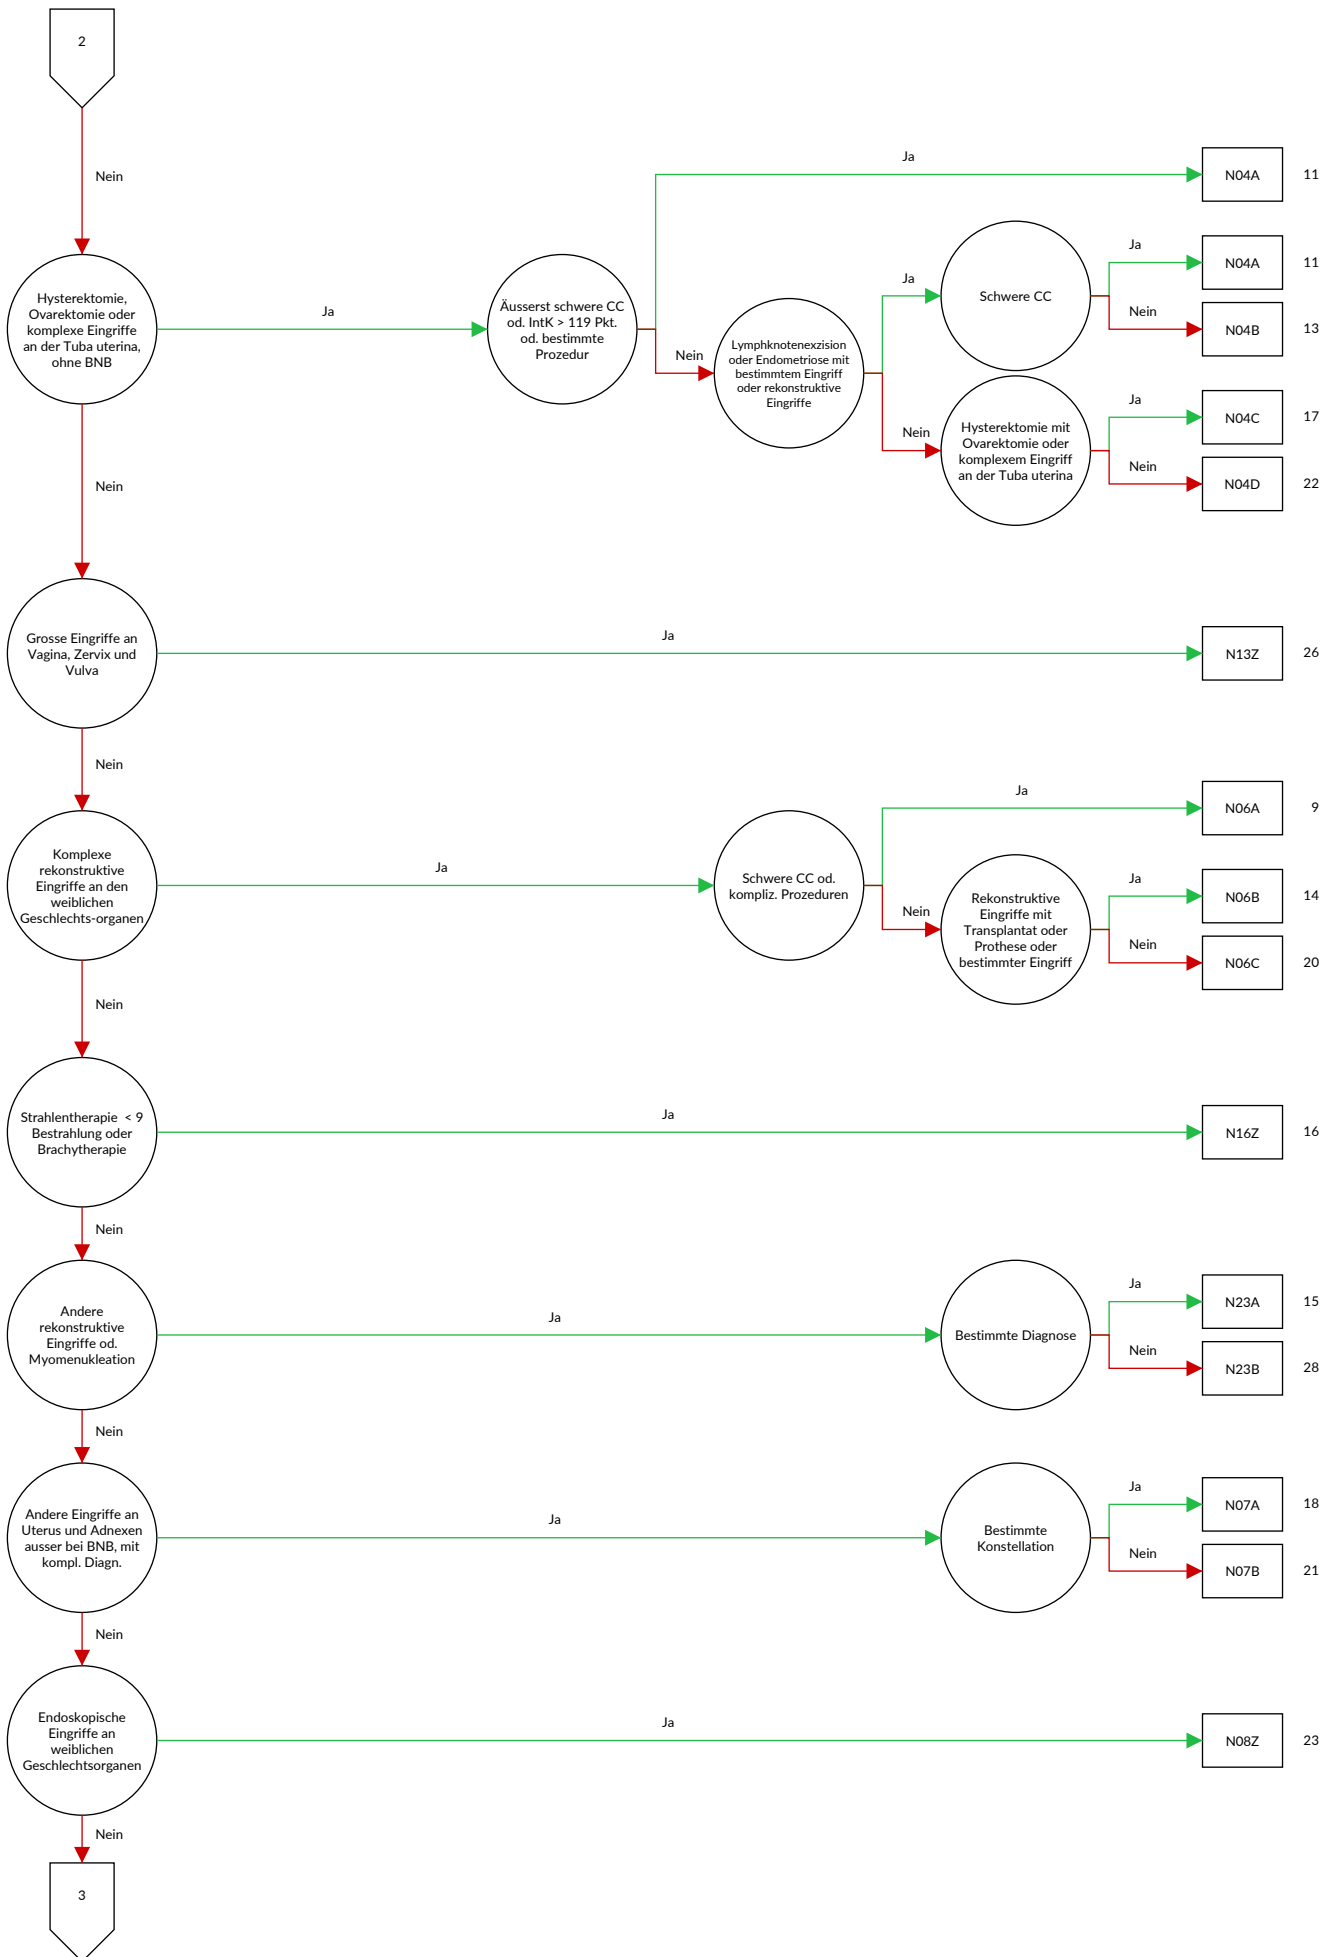 2
Nein
Ja
N04A
11
Hysterektomie,
Ovarektomie oder
komplexe Eingriffe
an der Tuba uterina,
ohne BNB
Ja
Äusserst schwere CC
od. IntK > 119 Pkt.
od. bestimmte
Prozedur
Nein
Lymphknotenexzision
oder Endometriose mit
bestimmtem Eingriff
oder rekonstruktive
Eingriffe
Ja
Schwere CC
Ja
N04A
11
Nein
N04B
13
Nein
Hysterektomie mit
Ovarektomie oder
komplexem Eingriff
an der Tuba uterina
Ja
N04C
17
Nein
N04D
22
Nein
Grosse Eingriffe an
Vagina, Zervix und
Vulva
Ja
N13Z
26
Nein
Komplexe
rekonstruktive
Eingriffe an den
weiblichen
Geschlechts-organen
Ja
Schwere CC od.
kompliz. Prozeduren
Ja
N06A
9
Nein
Rekonstruktive
Eingriffe mit
Transplantat oder
Prothese oder
bestimmter Eingriff
Ja
N06B
14
Nein
N06C
20
Nein
Strahlentherapie < 9
Bestrahlung oder
Brachytherapie
Ja
N16Z
16
Nein
Andere
rekonstruktive
Eingriffe od.
Myomenukleation
Ja
Bestimmte Diagnose
Ja
N23A
15
Nein
N23B
28
Nein
Andere Eingriffe an
Uterus und Adnexen
ausser bei BNB, mit
kompl. Diagn.
Ja
Bestimmte
Konstellation
Ja
N07A
18
Nein
N07B
21
Nein
Endoskopische
Eingriffe an
weiblichen
Geschlechtsorganen
Ja
N08Z
23
Nein
3